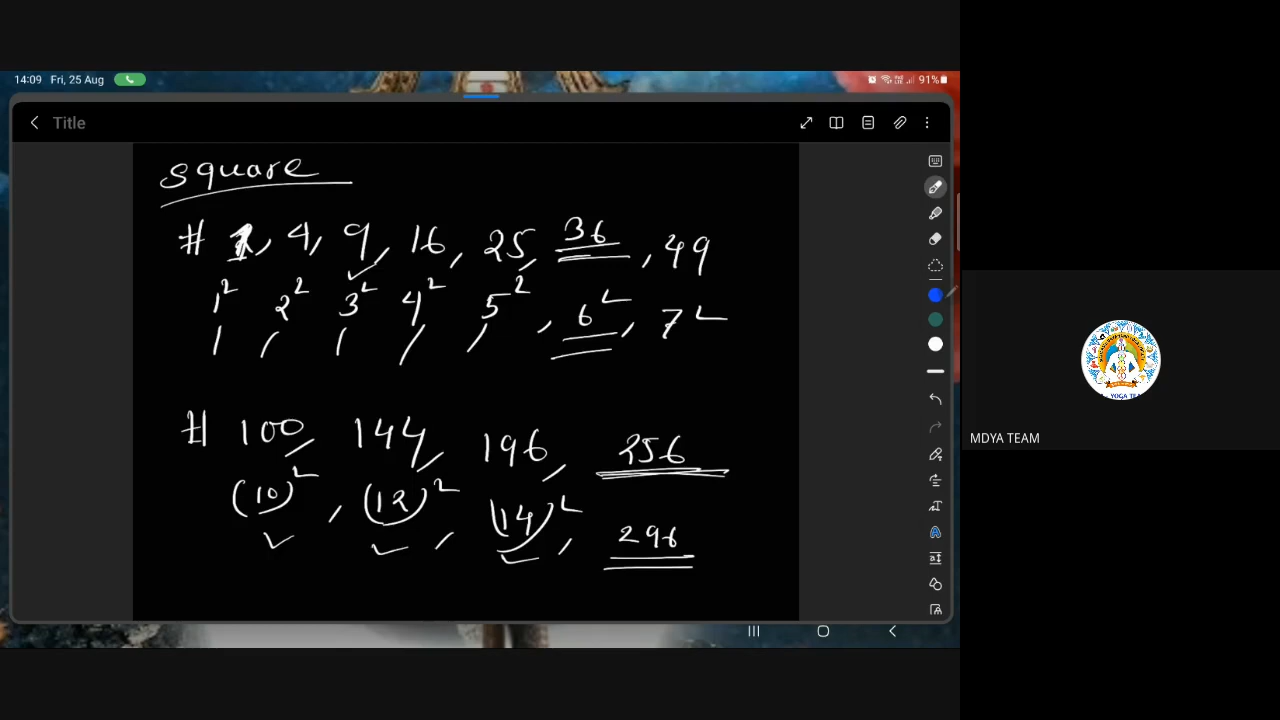 14:09 Fri, 25 Aug
91%
Title
square
# 1, 4, 9, 16, 25, 36, 49
1² 2² 3² 4² 5², 6², 7²
# 100, 144, 196, 256
(10)², (12)², (14)², 296
MDYA TEAM